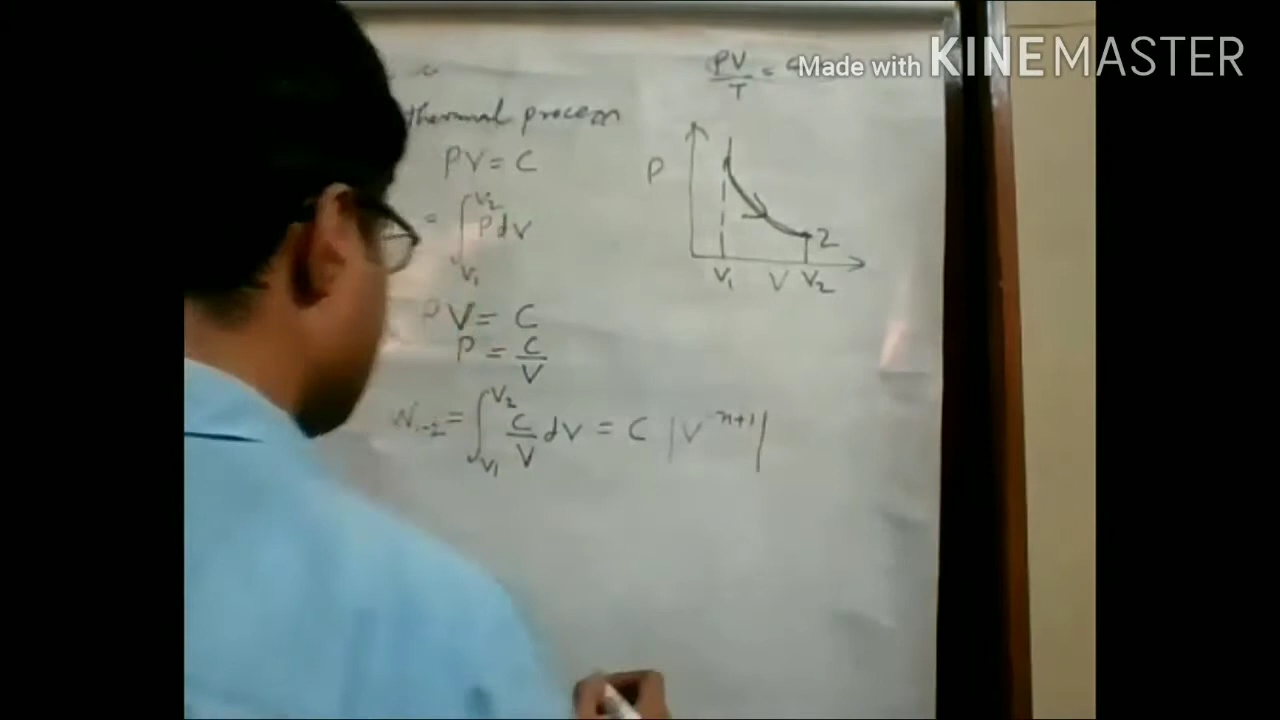 PV/T = C
Made with KINEMASTER
thermal process
PV = C
P
= ∫V₁^V₂ PdV
2
V₁ V V₂
PV = C
P = C/V
W₁₋₂ = ∫V₁^V₂ C/V dV = C |V^n+1|